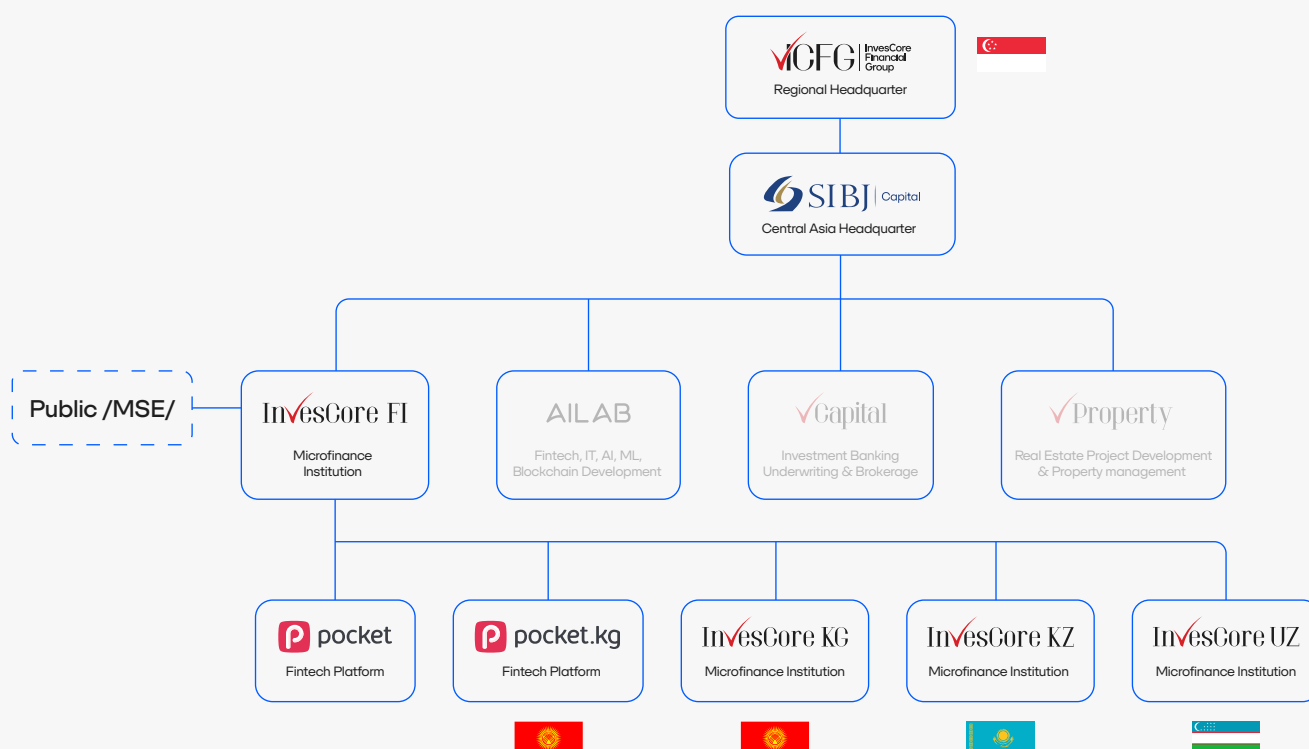 ICFG InvesCore
Financial
Group
Regional Headquarter
SIBJ Capital
Central Asia Headquarter
Public /MSE/
InvesCore FI
Microfinance
Institution
AILAB
Fintech, IT, AI, ML,
Blockchain Development
Capital
Investment Banking
Underwriting & Brokerage
Property
Real Estate Project Development
& Property management
pocket
Fintech Platform
pocket.kg
Fintech Platform
InvesCore KG
Microfinance Institution
InvesCore KZ
Microfinance Institution
InvesCore UZ
Microfinance Institution